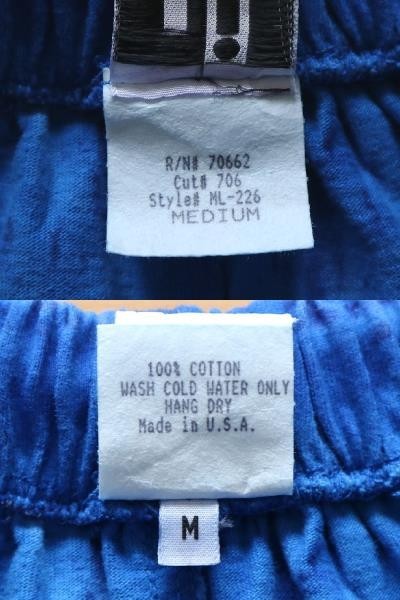 R/N# 70662
Cut# 706
Style# ML-226
MEDIUM
100% COTTON
WASH COLD WATER ONLY
HANG DRY
Made in U.S.A.
M